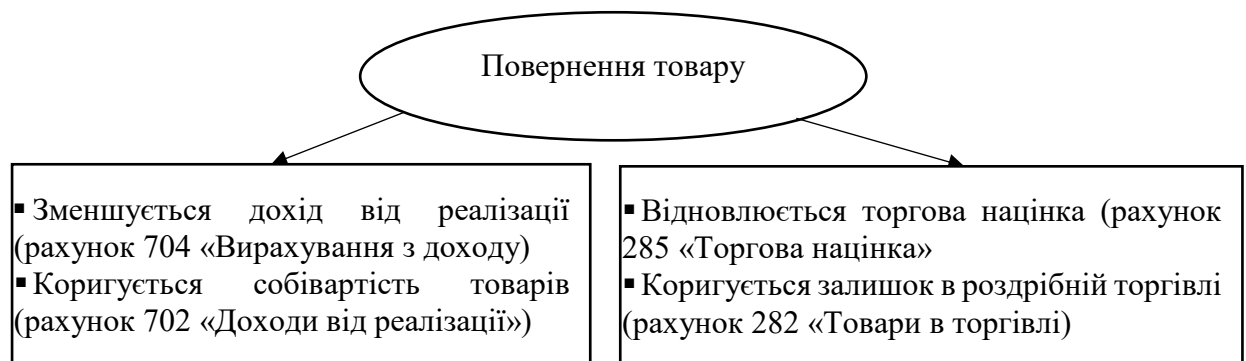 Повернення товару
▪ Зменшується дохід від реалізації
(рахунок 704 «Вирахування з доходу)
▪ Коригується собівартість товарів
(рахунок 702 «Доходи від реалізації»)
▪ Відновлюється торгова націнка (рахунок
285 «Торгова націнка»
▪ Коригується залишок в роздрібній торгівлі
(рахунок 282 «Товари в торгівлі)